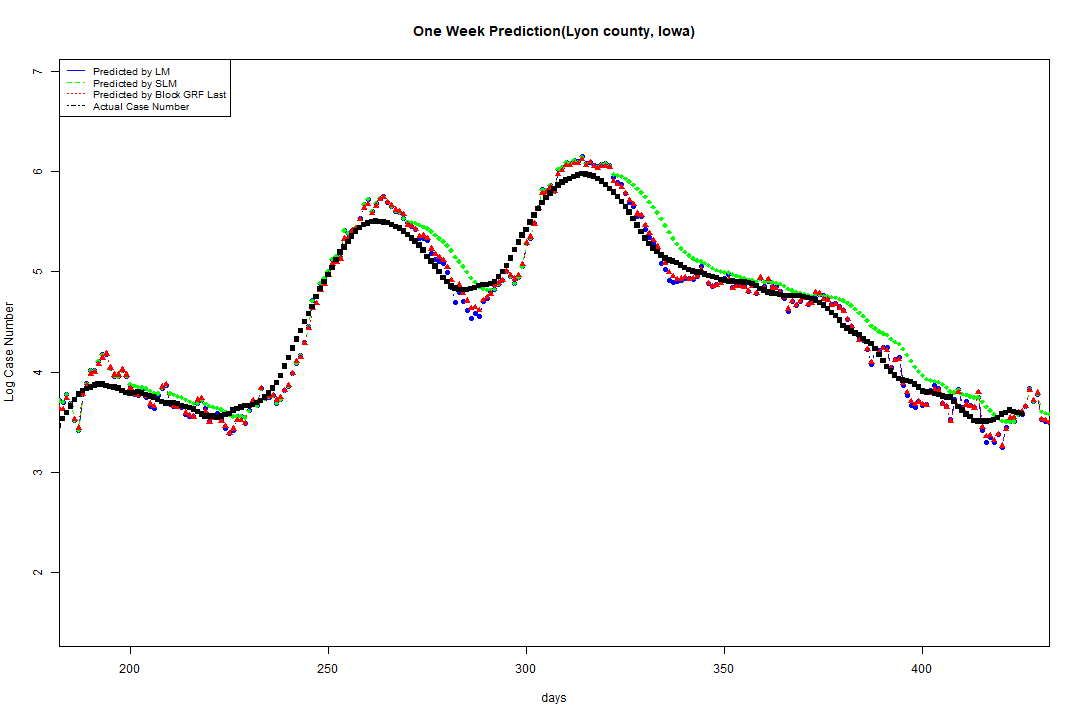 One Week Prediction(Lyon county, Iowa)
Predicted by LM
Predicted by SLM
Predicted by Block GRF Last
Actual Case Number
7
6
5
4
3
2
Log Case Number
200 250 300 350 400
days